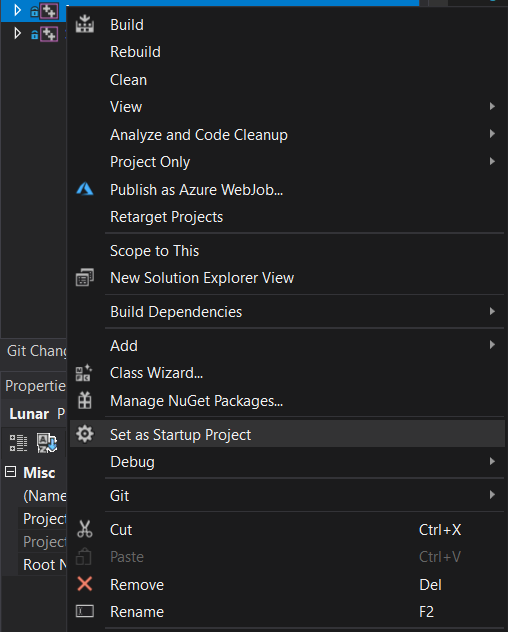 Build
Rebuild
Clean
View
Analyze and Code Cleanup
Project Only
Publish as Azure WebJob...
Retarget Projects
Scope to This
New Solution Explorer View
Build Dependencies
Git Chang
Add
Class Wizard...
Propertie
Manage NuGet Packages...
Lunar P
Set as Startup Project
Debug
Misc
(Name
Git
Project
Cut Ctrl+X
Project
Paste Ctrl+V
Root N
Remove Del
Rename F2